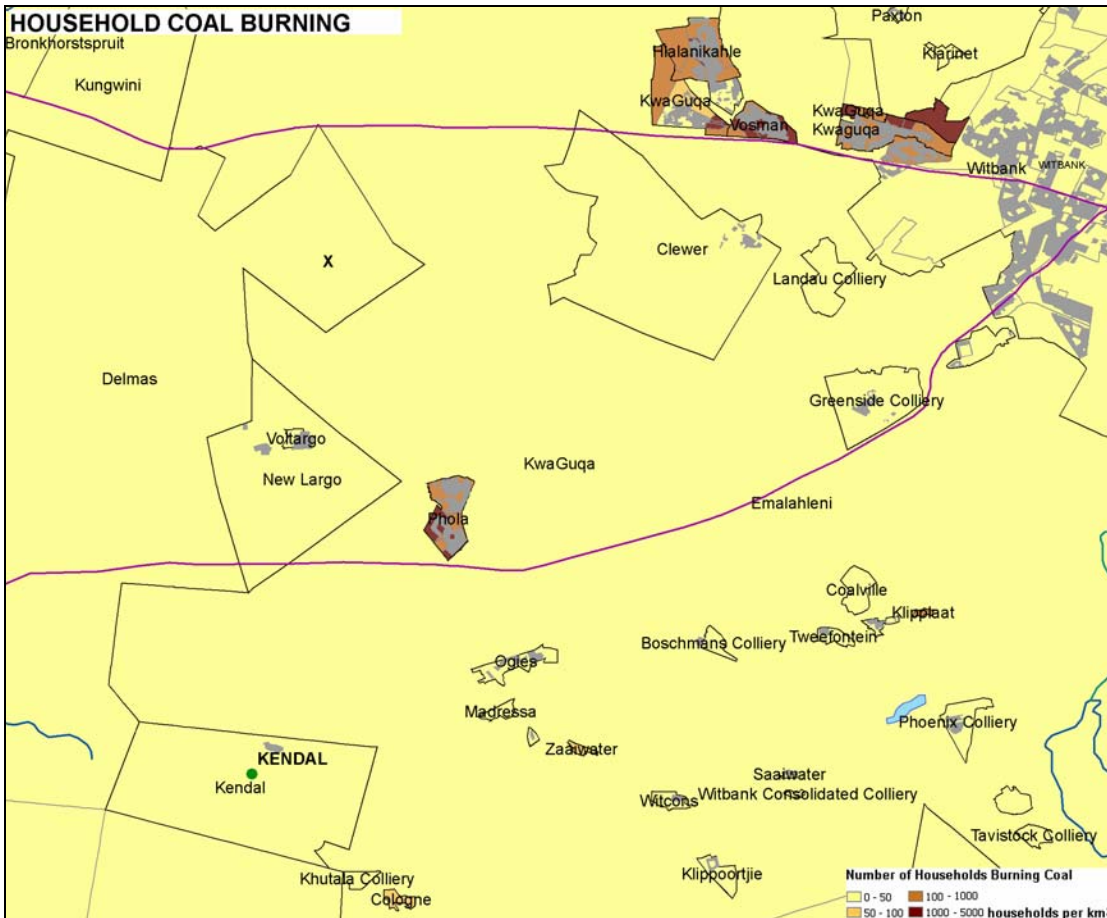 HOUSEHOLD COAL BURNING
Paxton
Bronkhorstspruit
Hlalanikahle
Klarinet
Kungwini
KwaGuqa
KwaGuqa
Vosman
Kwaguqa
Witbank
WITBANK
Clewer
X
Landau Colliery
Delmas
Greenside Colliery
Voltargo
KwaGuqa
New Largo
Emalahleni
Phola
Coalville
Klipplaat
Boschmans Colliery
Tweefontein
Ogies
Madressa
Phoenix Colliery
Zaaiwater
KENDAL
Kendal
Saaiwater
Witcons
Witbank Consolidated Colliery
Tavistock Colliery
Klippoortjie
Khutala Colliery
Cologne
Number of Households Burning Coal
0 - 50
100 - 1000
50 - 100
1000 - 5000
households per km